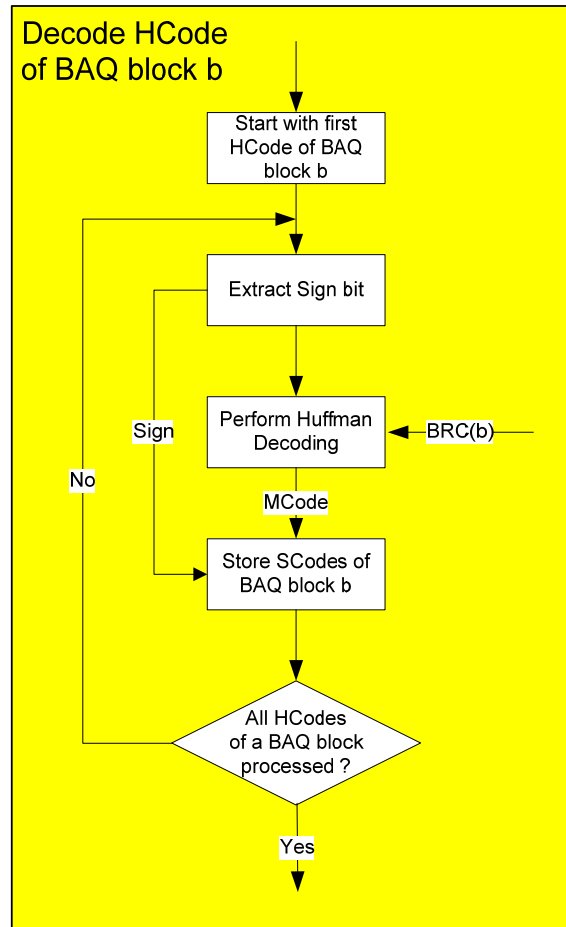 Decode HCode
of BAQ block b
Start with first
HCode of BAQ
block b
Extract Sign bit
Perform Huffman
Decoding
BRC(b)
Sign
No
MCode
Store SCodes of
BAQ block b
All HCodes
of a BAQ block
processed ?
Yes